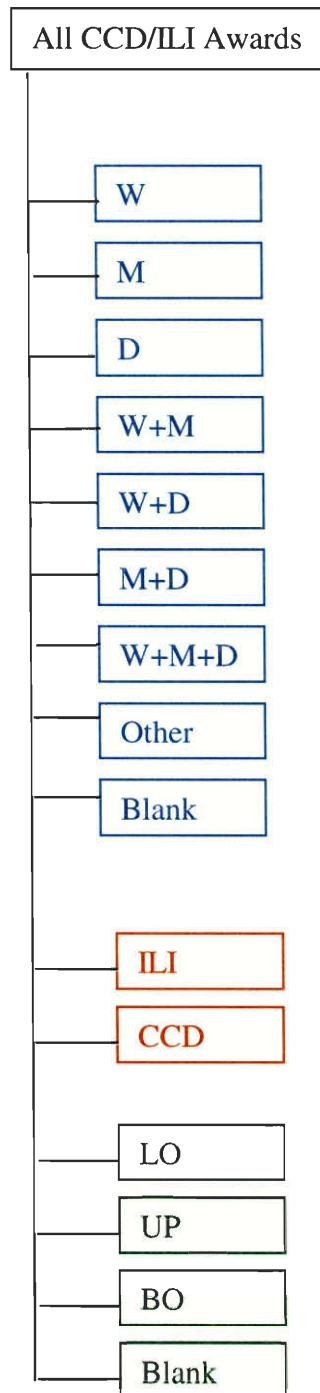 All CCD/ILI Awards
W
M
D
W+M
W+D
M+D
W+M+D
Other
Blank
ILI
CCD
LO
UP
BO
Blank